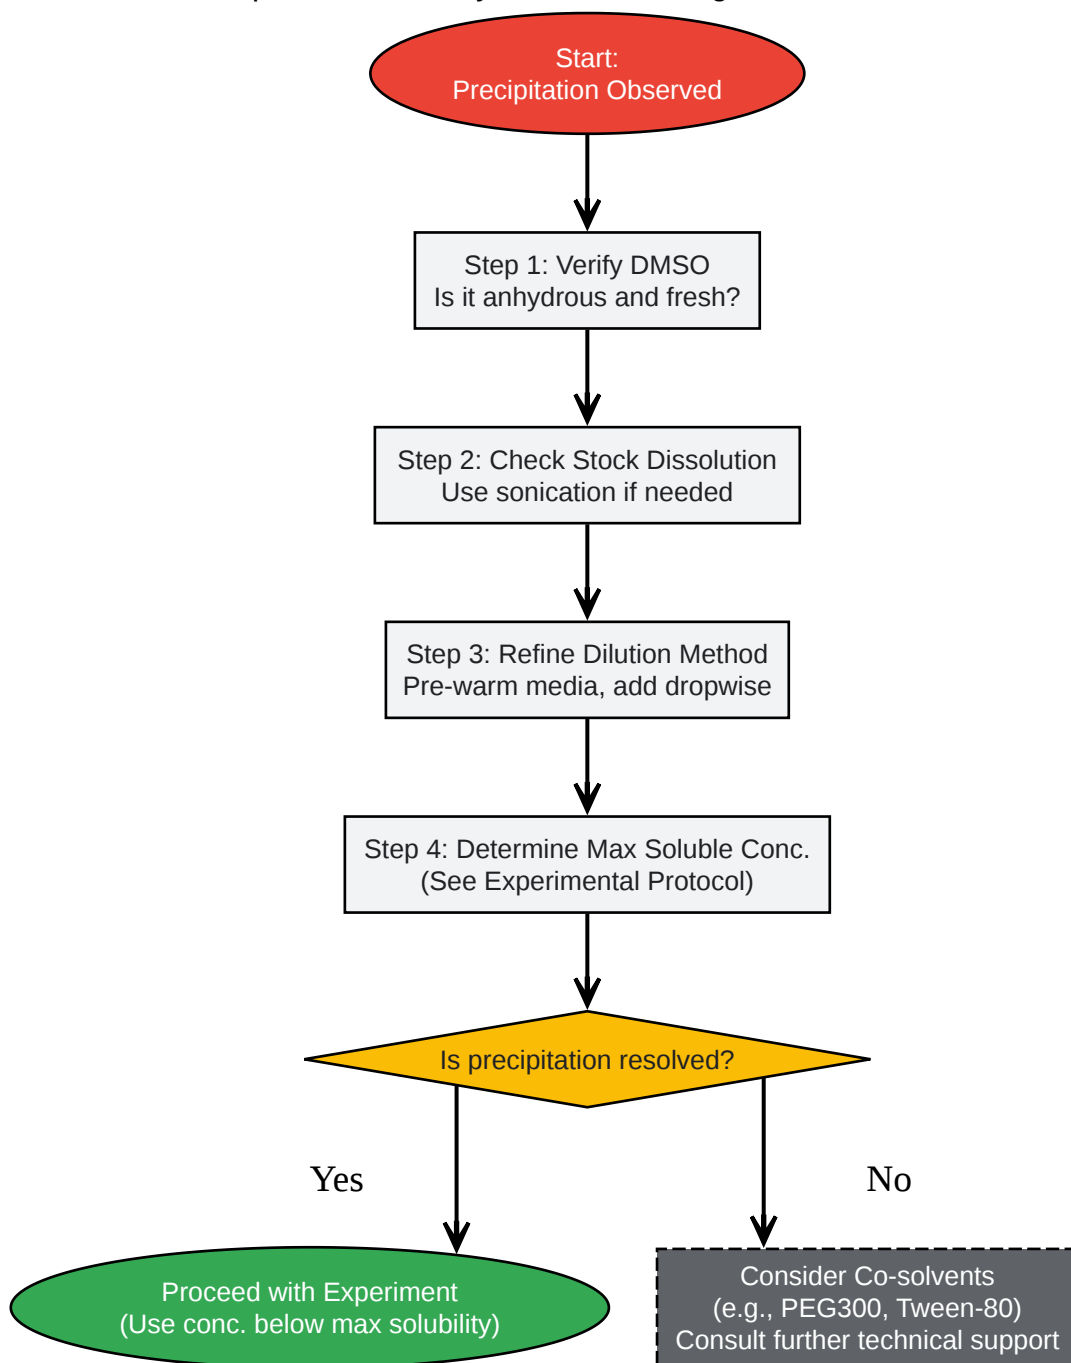 Start:
Precipitation Observed
Step 1: Verify DMSO
Is it anhydrous and fresh?
Step 2: Check Stock Dissolution
Use sonication if needed
Step 3: Refine Dilution Method
Pre-warm media, add dropwise
Step 4: Determine Max Soluble Conc.
(See Experimental Protocol)
Is precipitation resolved?
Yes
No
Proceed with Experiment
(Use conc. below max solubility)
Consider Co-solvents
(e.g., PEG300, Tween-80)
Consult further technical support